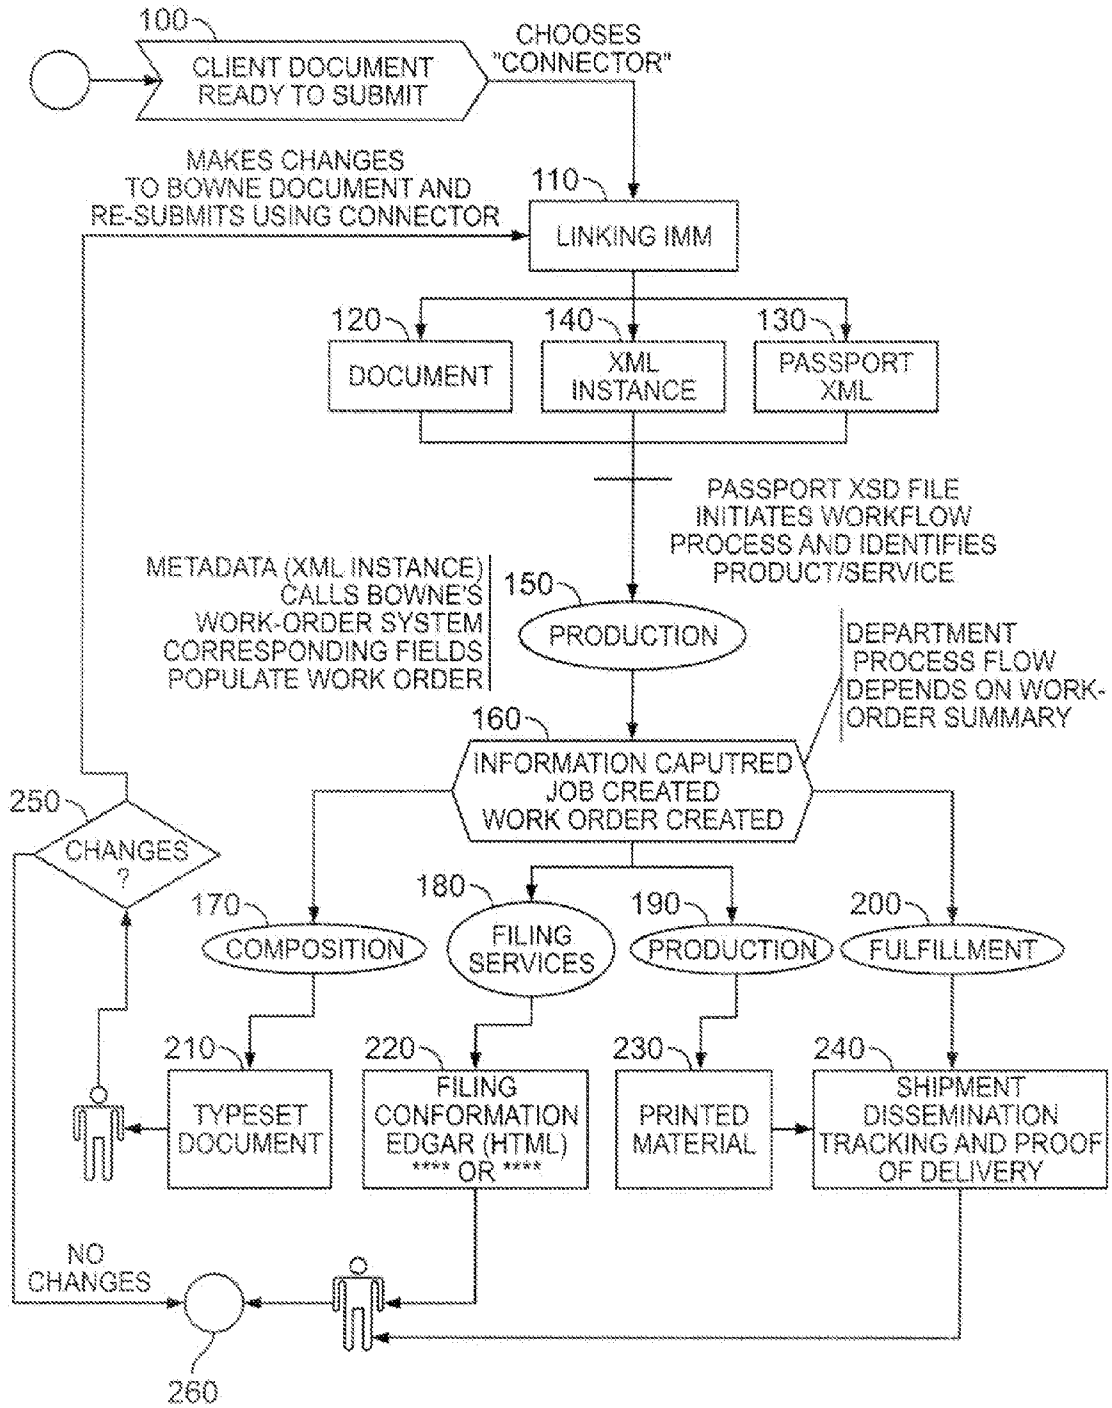 100
CLIENT DOCUMENT
READY TO SUBMIT
CHOOSES
"CONNECTOR"
MAKES CHANGES
TO BOWNE DOCUMENT AND
RE-SUBMITS USING CONNECTOR
110
LINKING IMM
120
DOCUMENT
140
XML
INSTANCE
130
PASSPORT
XML
PASSPORT XSD FILE
INITIATES WORKFLOW
PROCESS AND IDENTIFIES
PRODUCT/SERVICE
METADATA (XML INSTANCE)
CALLS BOWNE'S
WORK-ORDER SYSTEM
CORRESPONDING FIELDS
POPULATE WORK ORDER
150
PRODUCTION
DEPARTMENT
PROCESS FLOW
DEPENDS ON WORK-
ORDER SUMMARY
160
INFORMATION CAPUTRED
JOB CREATED
WORK ORDER CREATED
250
CHANGES
?
170
COMPOSITION
180
FILING
SERVICES
190
PRODUCTION
200
FULFILLMENT
210
TYPESET
DOCUMENT
220
FILING
CONFORMATION
EDGAR (HTML)
**** OR ****
230
PRINTED
MATERIAL
240
SHIPMENT
DISSEMINATION
TRACKING AND PROOF
OF DELIVERY
NO
CHANGES
260